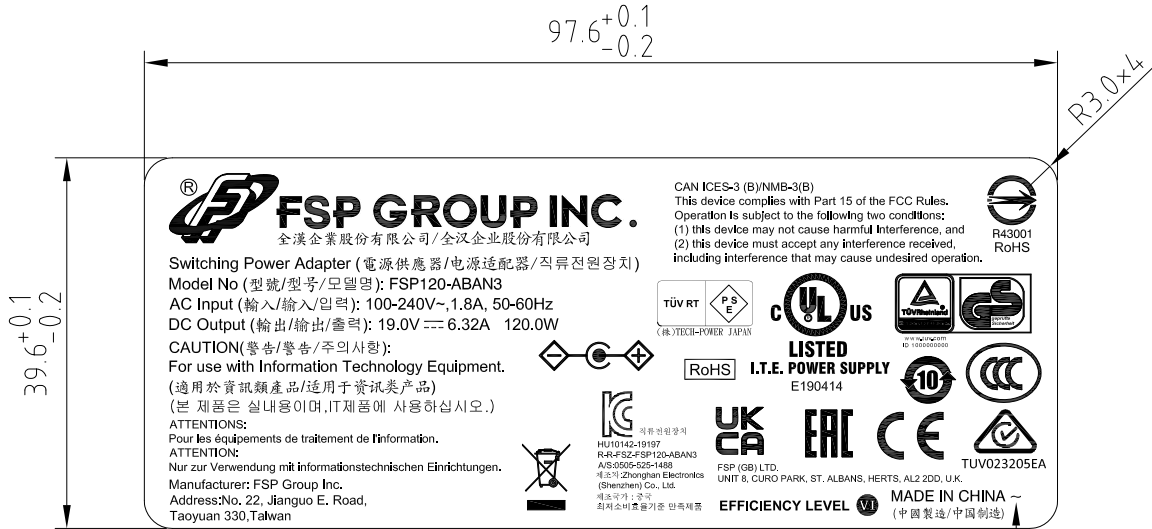 97.6 +0.1 -0.2
R3.0×4
39.6 +0.1 -0.2
® FSP GROUP INC.
全漢企業股份有限公司/全汉企业股份有限公司
Switching Power Adapter (電源供應器/电源适配器/직류전원장치)
Model No (型號/型号/모델명): FSP120-ABAN3
AC Input (輸入/输入/입력): 100-240V~,1.8A, 50-60Hz
DC Output (輸出/输出/출력): 19.0V ⎓ 6.32A 120.0W
CAUTION(警告/警告/주의사항):
For use with Information Technology Equipment.
(適用於資訊類產品/适用于资讯类产品)
(본 제품은 실내용이며,IT제품에 사용하십시오.)
ATTENTIONS:
Pour les équipements de traitement de l'information.
ATTENTION:
Nur zur Verwendung mit informationstechnischen Einrichtungen.
Manufacturer: FSP Group Inc.
Address:No. 22, Jianguo E. Road,
Taoyuan 330,Taiwan
CAN ICES-3 (B)/NMB-3(B)
This device complies with Part 15 of the FCC Rules.
Operation is subject to the following two conditions:
(1) this device may not cause harmful interference, and
(2) this device must accept any interference received,
including interference that may cause undesired operation.
R43001
RoHS
TÜV RT
PS
E
(株)TECH-POWER JAPAN
C UL US
LISTED
I.T.E. POWER SUPPLY
E190414
TÜVRheinland
www.tuv.com
ID 1000000000
GS
geprüfte
Sicherheit
RoHS
10
CCC
직류전원장치
HU10142-19197
R-R-FSZ-FSP120-ABAN3
A/S:0505-525-1488
제조자:Zhonghan Electronics
(Shenzhen) Co., Ltd.
제조국가 : 중국
최저소비효율기준 만족제품
UK
CA
EAC
CE
TUV023205EA
FSP (GB) LTD.
UNIT 8, CURO PARK, ST. ALBANS, HERTS, AL2 2DD, U.K.
EFFICIENCY LEVEL VI
MADE IN CHINA ~
(中國製造/中国制造)